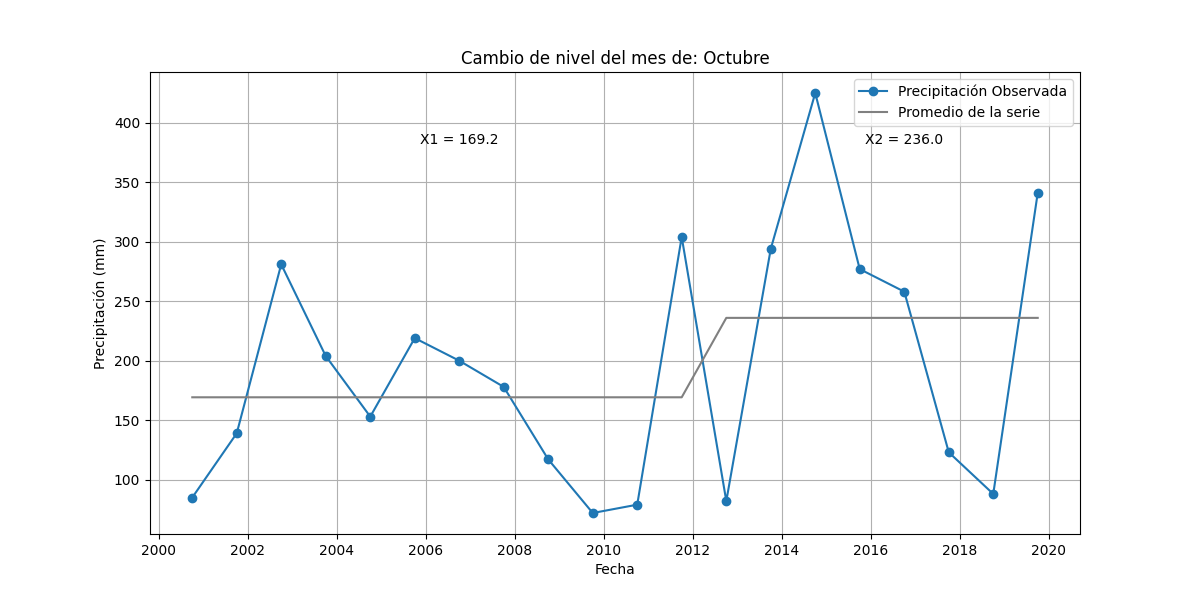 Cambio de nivel del mes de: Octubre
Precipitación Observada
Promedio de la serie
X1 = 169.2
X2 = 236.0
Precipitación (mm)
400
350
300
250
200
150
100
2000 2002 2004 2006 2008 2010 2012 2014 2016 2018 2020
Fecha